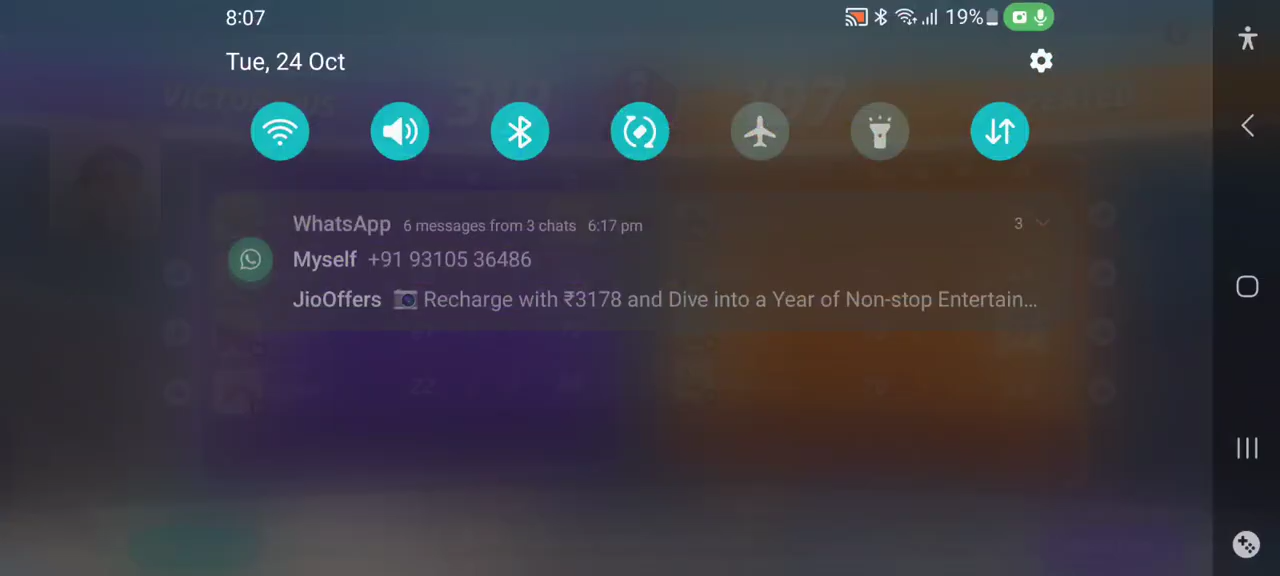 8:07
19%
Tue, 24 Oct
WhatsApp 6 messages from 3 chats 6:17 pm
3
Myself +91 93105 36486
JioOffers 📷 Recharge with ₹3178 and Dive into a Year of Non-stop Entertain...